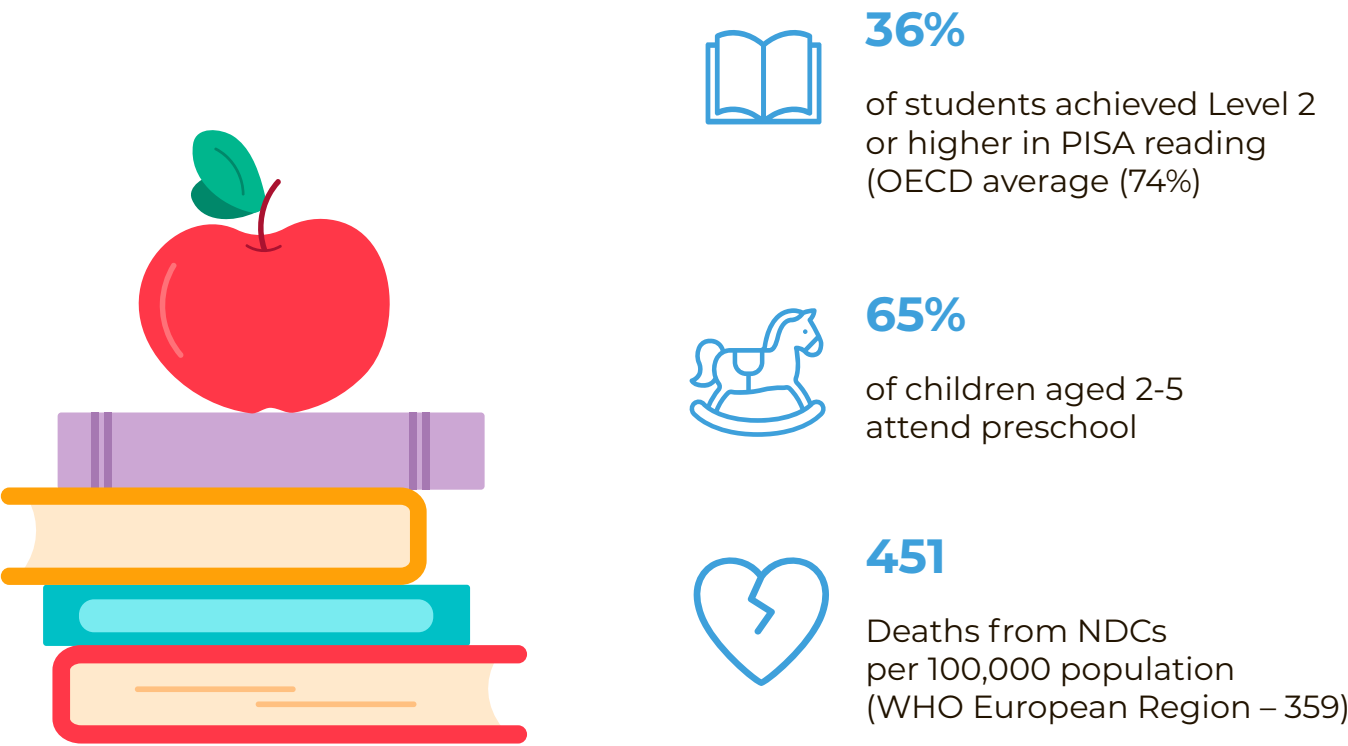 36%
of students achieved Level 2
or higher in PISA reading
(OECD average (74%)
65%
of children aged 2-5
attend preschool
451
Deaths from NDCs
per 100,000 population
(WHO European Region – 359)